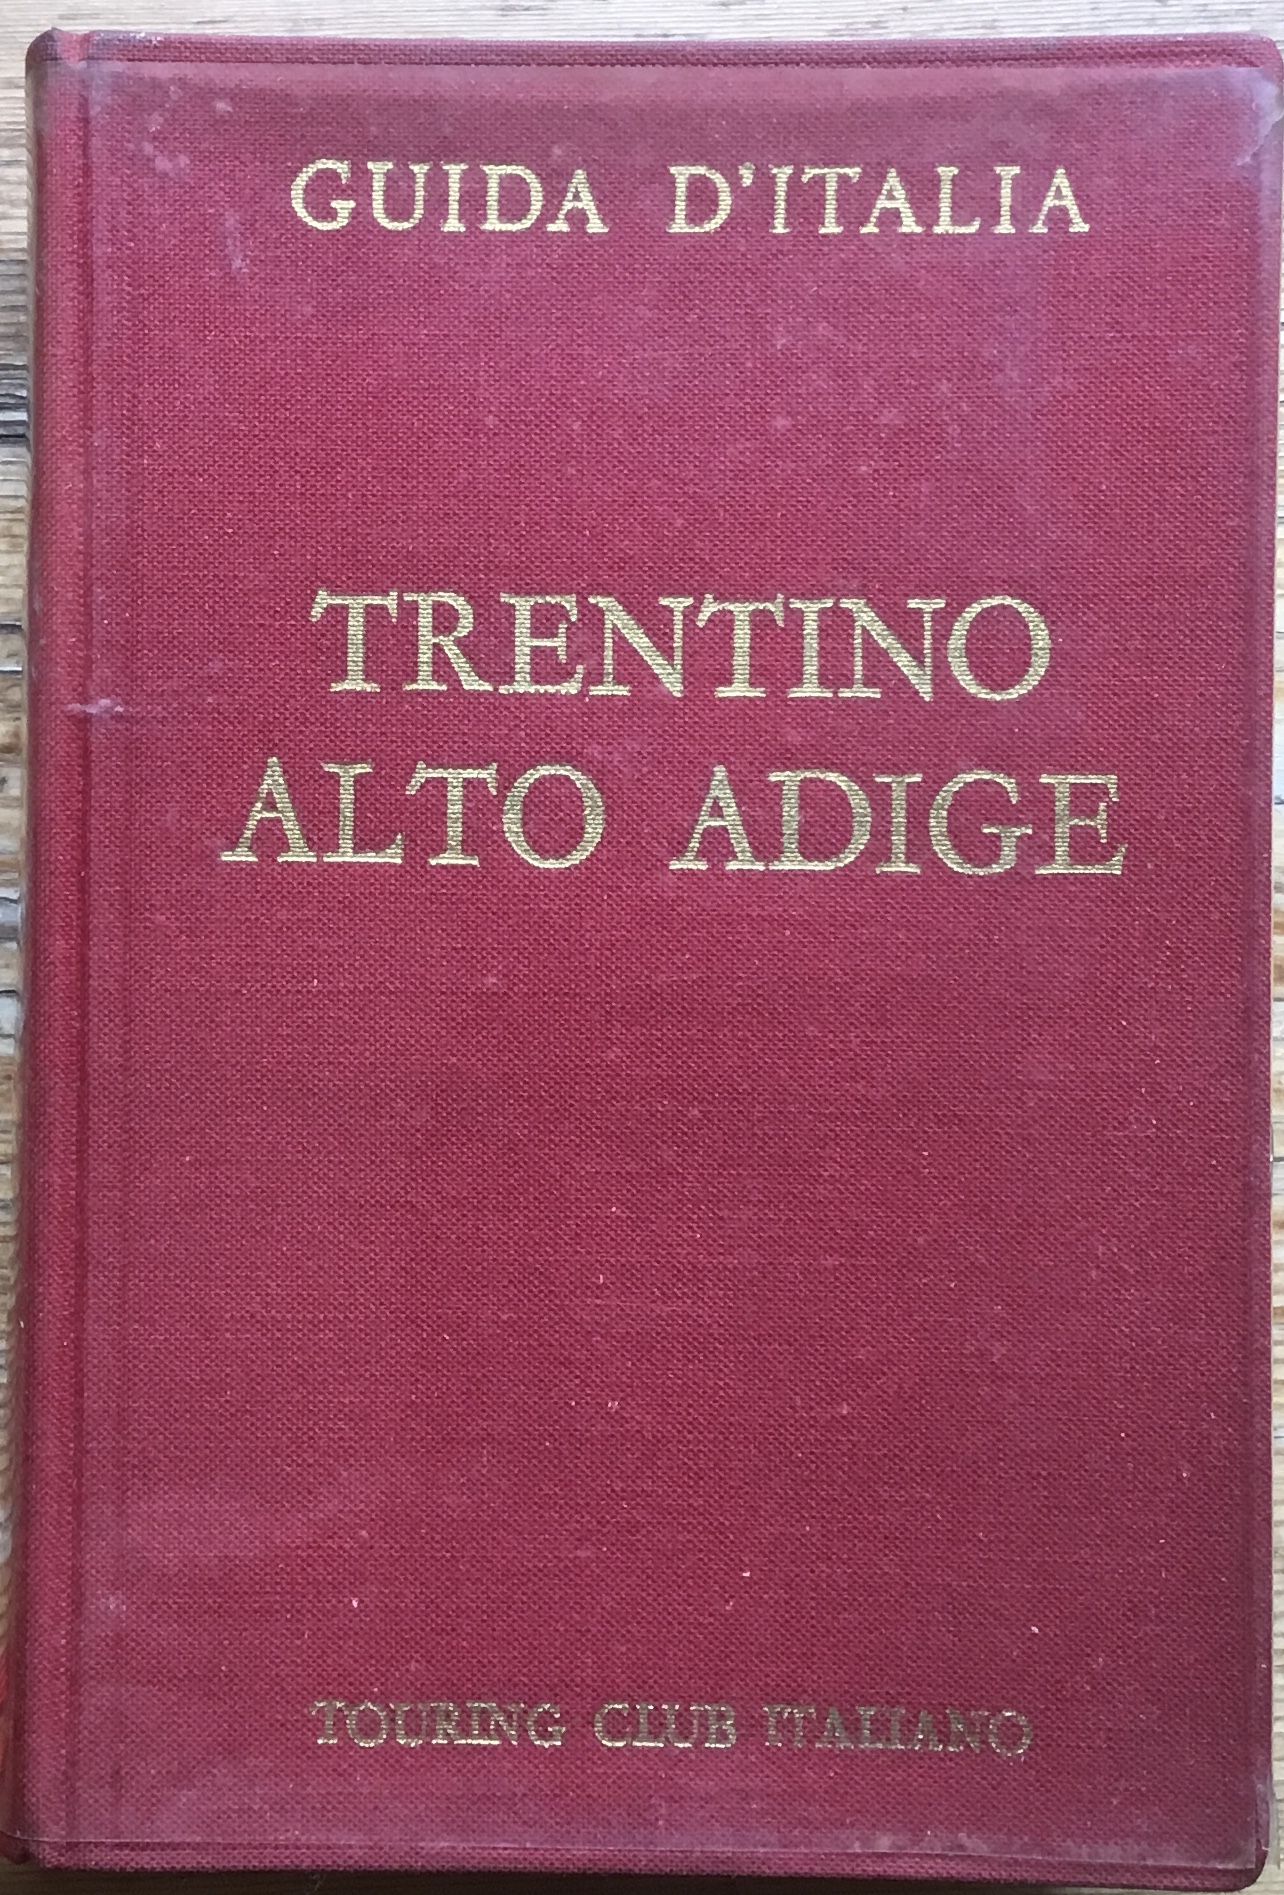 GUIDA D'ITALIA
TRENTINO
ALTO ADIGE
TOURING CLUB ITALIANO